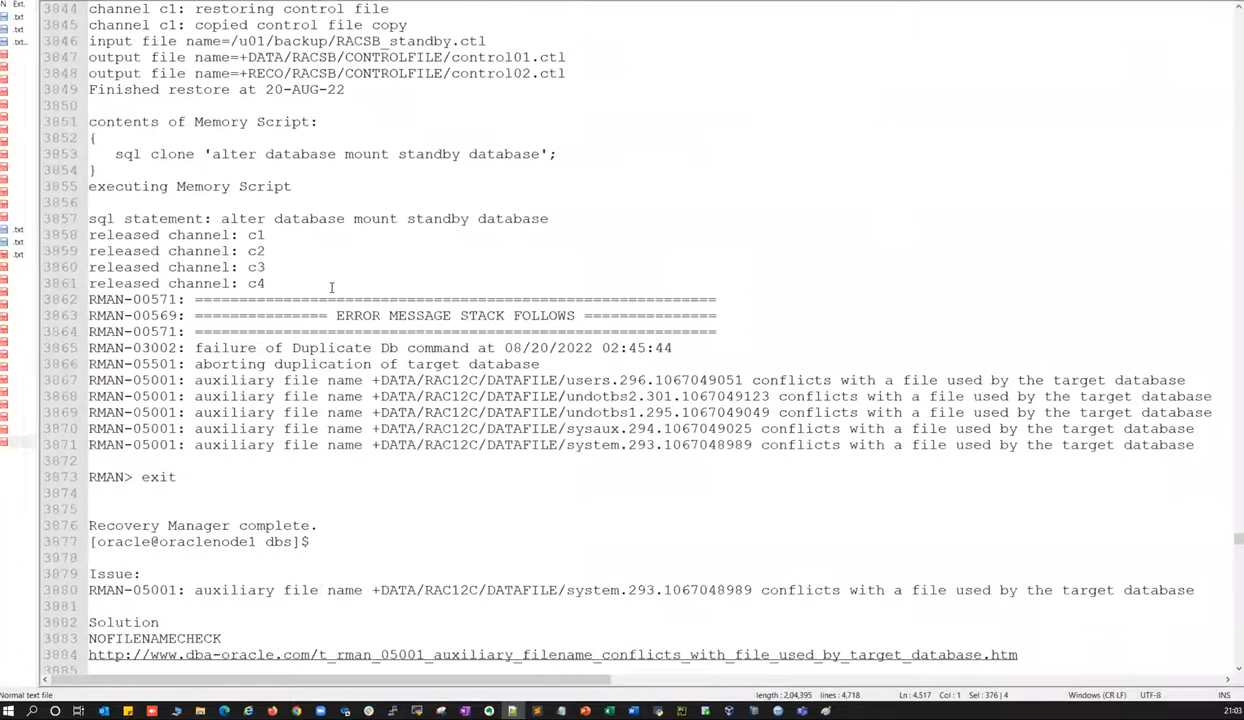 N Ext.
.txt
.txt
.txt...
.txt
.txt
.txt
3844 channel c1: restoring control file
3845 channel c1: copied control file copy
3846 input file name=/u01/backup/RACSB_standby.ctl
3847 output file name=+DATA/RACSB/CONTROLFILE/control01.ctl
3848 output file name=+RECO/RACSB/CONTROLFILE/control02.ctl
3849 Finished restore at 20-AUG-22
3850
3851 contents of Memory Script:
3852 {
3853    sql clone 'alter database mount standby database';
3854 }
3855 executing Memory Script
3856
3857 sql statement: alter database mount standby database
3858 released channel: c1
3859 released channel: c2
3860 released channel: c3
3861 released channel: c4
3862 RMAN-00571: ===========================================================
3863 RMAN-00569: =============== ERROR MESSAGE STACK FOLLOWS ===============
3864 RMAN-00571: ===========================================================
3865 RMAN-03002: failure of Duplicate Db command at 08/20/2022 02:45:44
3866 RMAN-05501: aborting duplication of target database
3867 RMAN-05001: auxiliary file name +DATA/RAC12C/DATAFILE/users.296.1067049051 conflicts with a file used by the target database
3868 RMAN-05001: auxiliary file name +DATA/RAC12C/DATAFILE/undotbs2.301.1067049123 conflicts with a file used by the target database
3869 RMAN-05001: auxiliary file name +DATA/RAC12C/DATAFILE/undotbs1.295.1067049049 conflicts with a file used by the target database
3870 RMAN-05001: auxiliary file name +DATA/RAC12C/DATAFILE/sysaux.294.1067049025 conflicts with a file used by the target database
3871 RMAN-05001: auxiliary file name +DATA/RAC12C/DATAFILE/system.293.1067048989 conflicts with a file used by the target database
3872
3873 RMAN> exit
3874
3875
3876 Recovery Manager complete.
3877 [oracle@oraclenode1 dbs]$
3878
3879 Issue:
3880 RMAN-05001: auxiliary file name +DATA/RAC12C/DATAFILE/system.293.1067048989 conflicts with a file used by the target database
3881
3882 Solution
3883 NOFILENAMECHECK
3884 http://www.dba-oracle.com/t_rman_05001_auxiliary_filename_conflicts_with_file_used_by_target_database.htm
3885
Normal text file length : 2,04,395 lines : 4,718 Ln : 4,517 Col : 1 Sel : 376 | 4 Windows (CR LF) UTF-8 INS
21:03